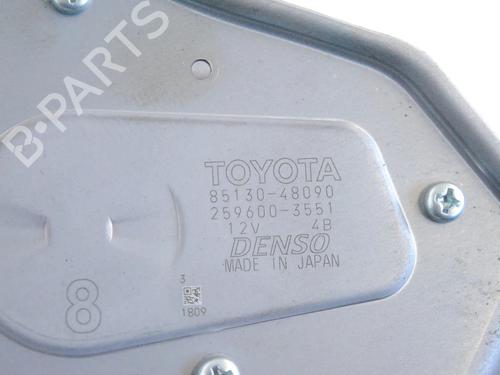 B-PARTS
TOYOTA
85130-48090
259600-3551
12V 4B
DENSO
MADE IN JAPAN
3
1809
8